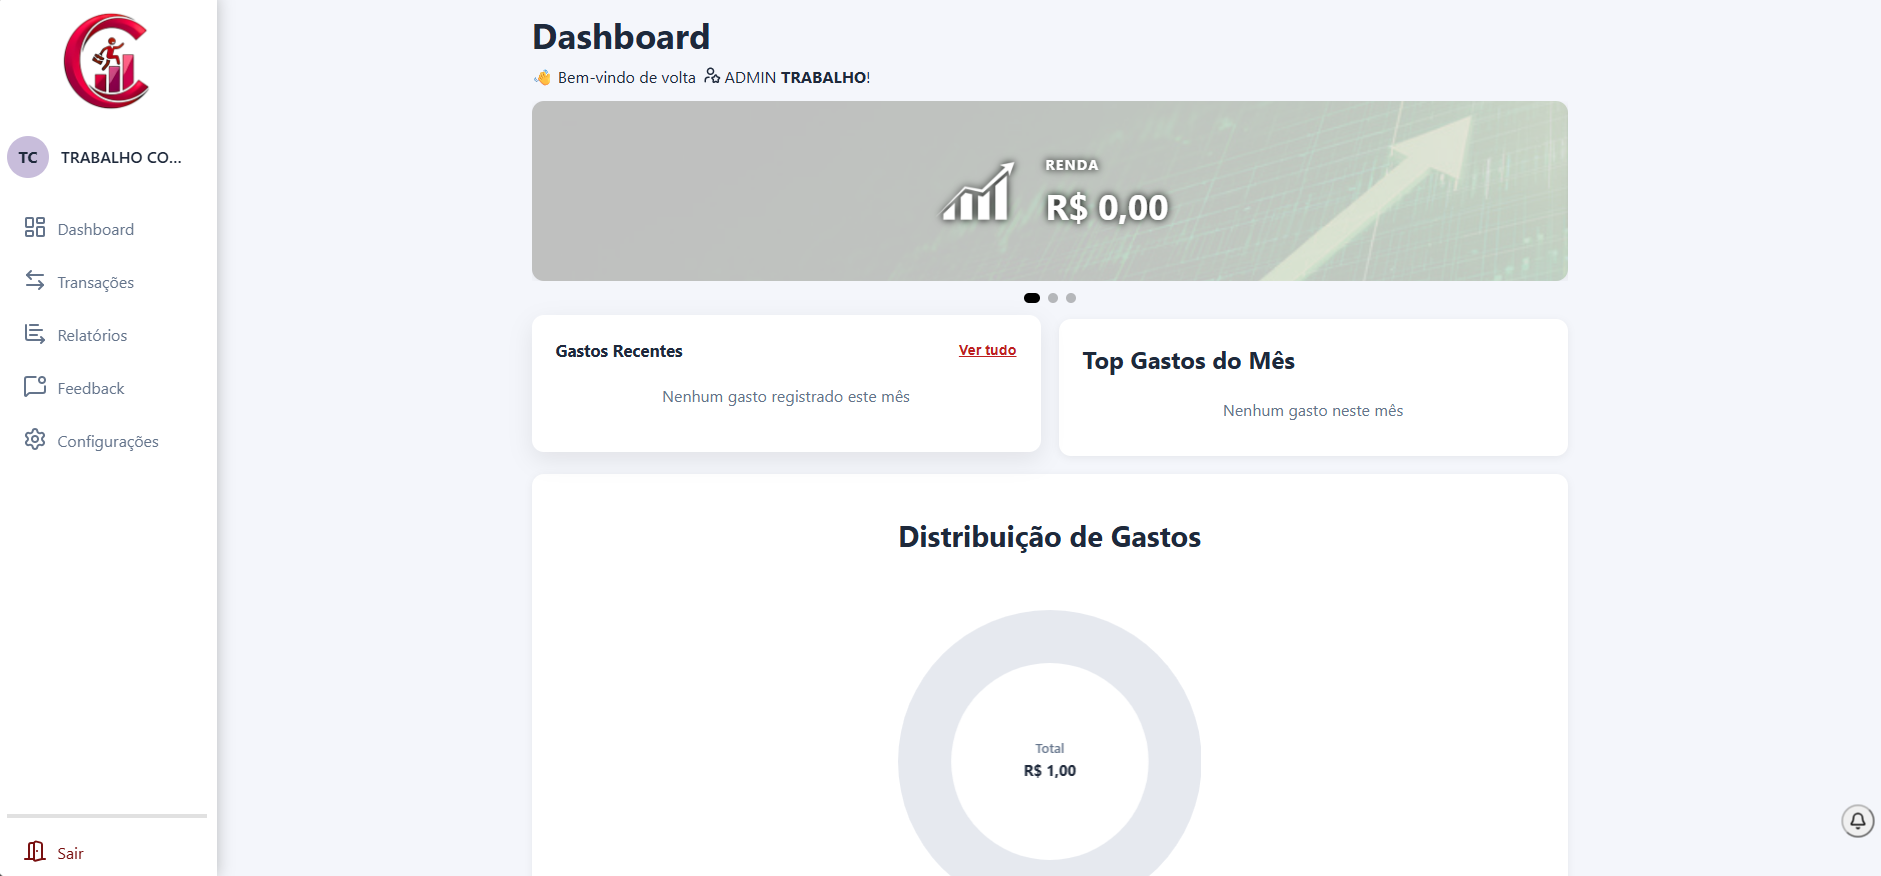 TC
TRABALHO CO...
Dashboard
Transações
Relatórios
Feedback
Configurações
Sair
Dashboard
👋 Bem-vindo de volta ADMIN TRABALHO!
RENDA
R$ 0,00
Gastos Recentes
Ver tudo
Nenhum gasto registrado este mês
Top Gastos do Mês
Nenhum gasto neste mês
Distribuição de Gastos
Total
R$ 1,00